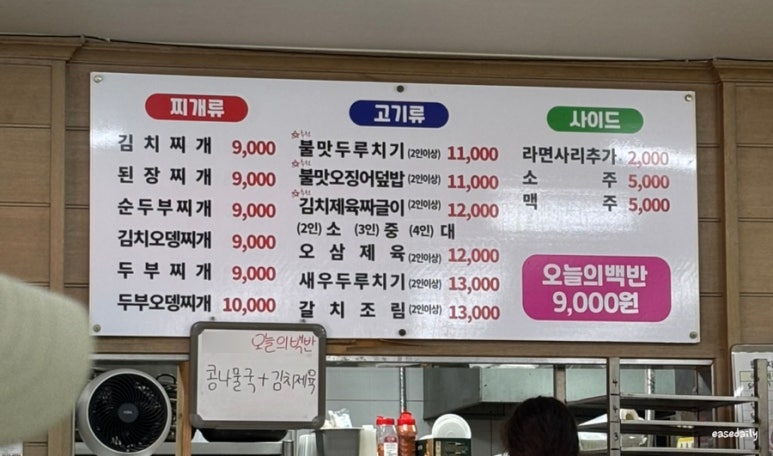 찌개류
김치찌개 9,000
된장찌개 9,000
순두부찌개 9,000
김치오뎅찌개 9,000
두부찌개 9,000
두부오뎅찌개 10,000
고기류
추천
불맛두루치기 (2인이상) 11,000
추천
불맛오징어덮밥 (2인이상) 11,000
추천
김치제육짜글이 (2인이상) 12,000
(2인) 소 (3인) 중 (4인) 대
오삼제육 (2인이상) 12,000
새우두루치기 (2인이상) 13,000
갈치조림 (2인이상) 13,000
사이드
라면사리추가 2,000
소주 5,000
맥주 5,000
오늘의백반
9,000원
오늘의백반
콩나물국+김치제육
easedaily